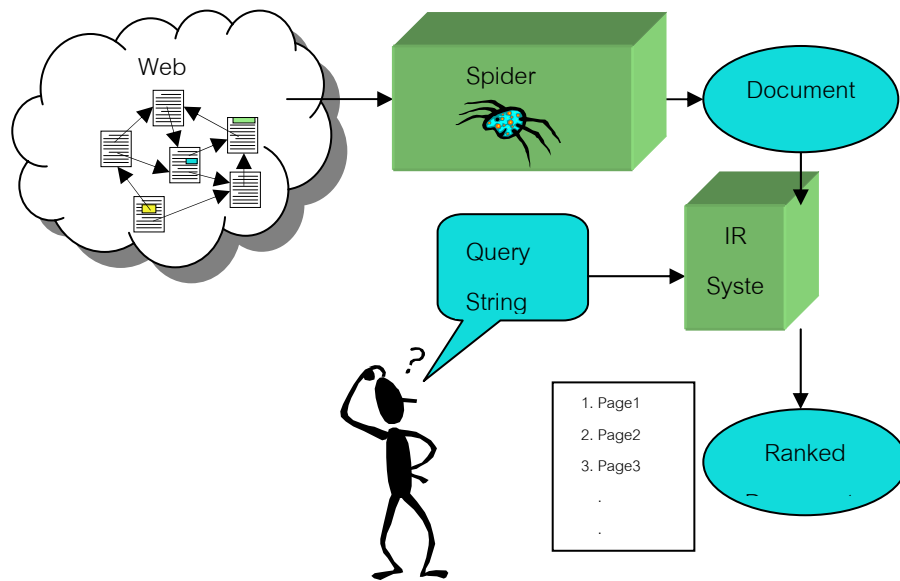 Web
Spider
Document
IR
Syste
Query
String
?
1. Page1
2. Page2
3. Page3
.
.
Ranked